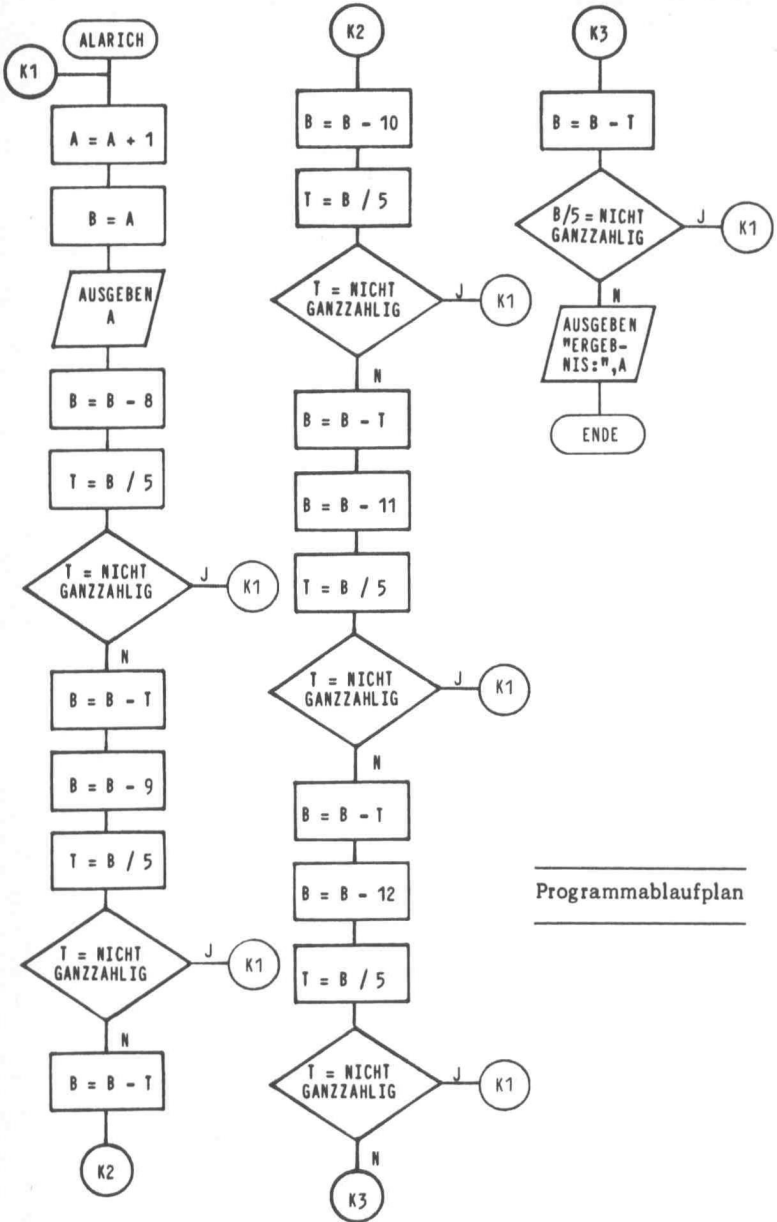 ALARICH
K1
A = A + 1
B = A
AUSGEBEN
A
B = B - 8
T = B / 5
T = NICHT
GANZZAHLIG
J
K1
N
B = B - T
B = B - 9
T = B / 5
T = NICHT
GANZZAHLIG
J
K1
N
B = B - T
K2
K2
B = B - 10
T = B / 5
T = NICHT
GANZZAHLIG
J
K1
N
B = B - T
B = B - 11
T = B / 5
T = NICHT
GANZZAHLIG
J
K1
N
B = B - T
B = B - 12
T = B / 5
T = NICHT
GANZZAHLIG
J
K1
N
K3
K3
B = B - T
B/5 = NICHT
GANZZAHLIG
J
K1
N
AUSGEBEN
"ERGEB-
NIS:",A
ENDE
Programmablaufplan